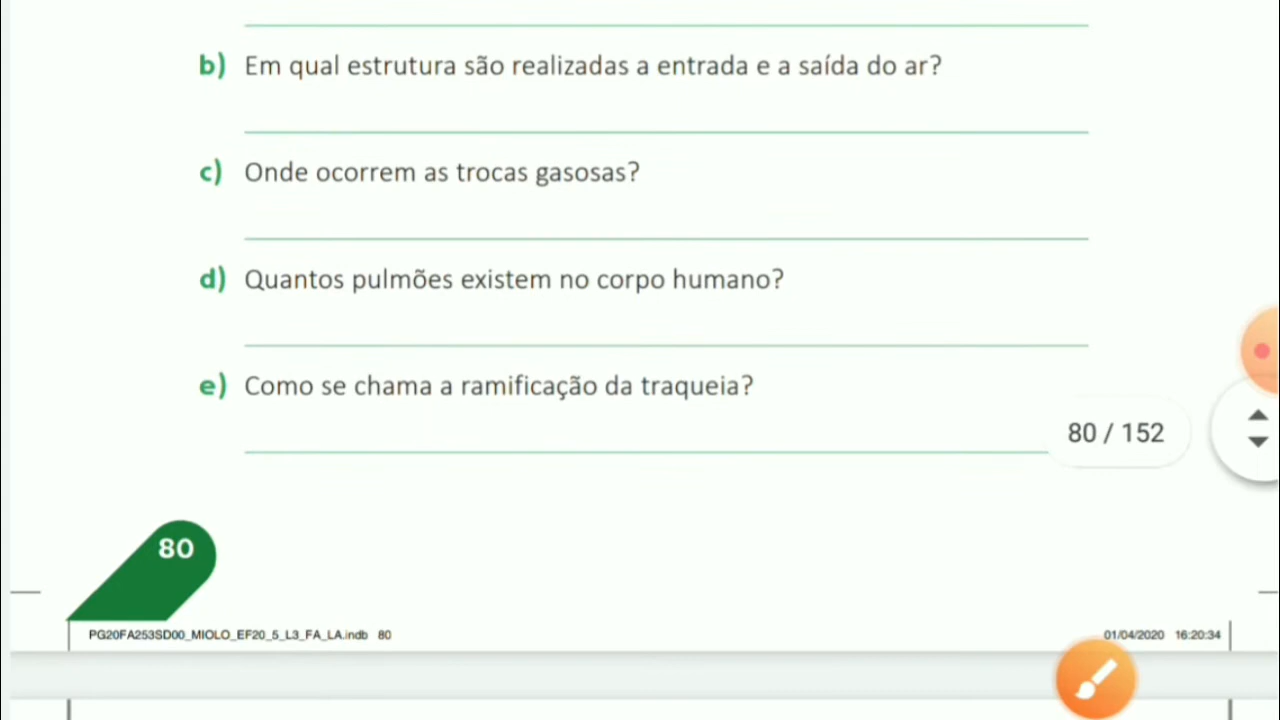 b) Em qual estrutura são realizadas a entrada e a saída do ar?
c) Onde ocorrem as trocas gasosas?
d) Quantos pulmões existem no corpo humano?
e) Como se chama a ramificação da traqueia?
80 / 152
80
PG20FA253SD00_MIOLO_EF20_5_L3_FA_LA.indb 80
01/04/2020 16:20:34